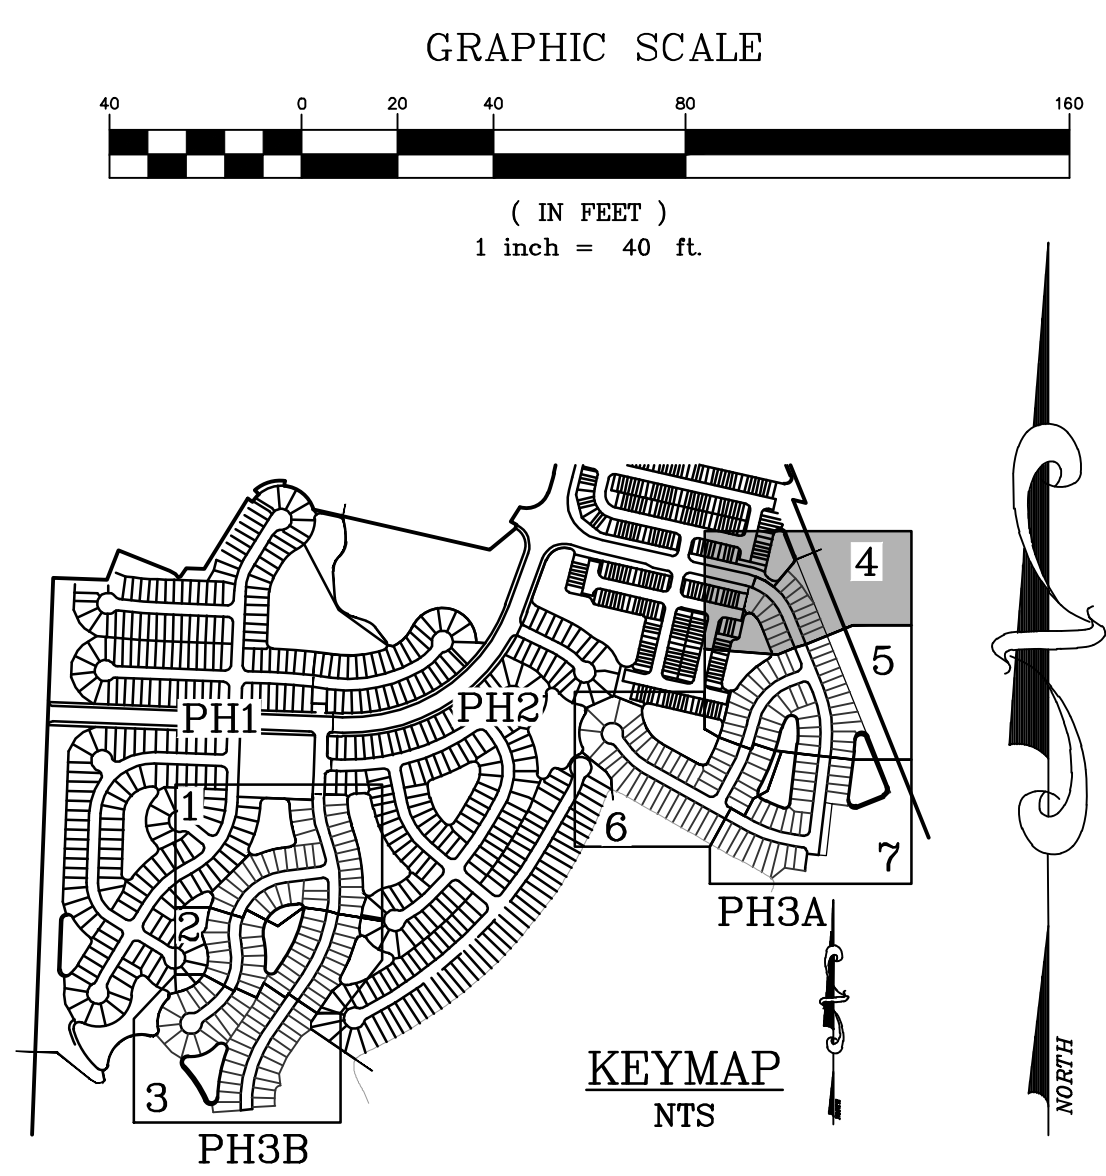 GRAPHIC SCALE
40 0 20 40 80 160
( IN FEET )
1 inch = 40 ft.
4
5
PH1
PH2
1
6
7
2
PH3A
KEYMAP
NTS
NORTH
3
PH3B